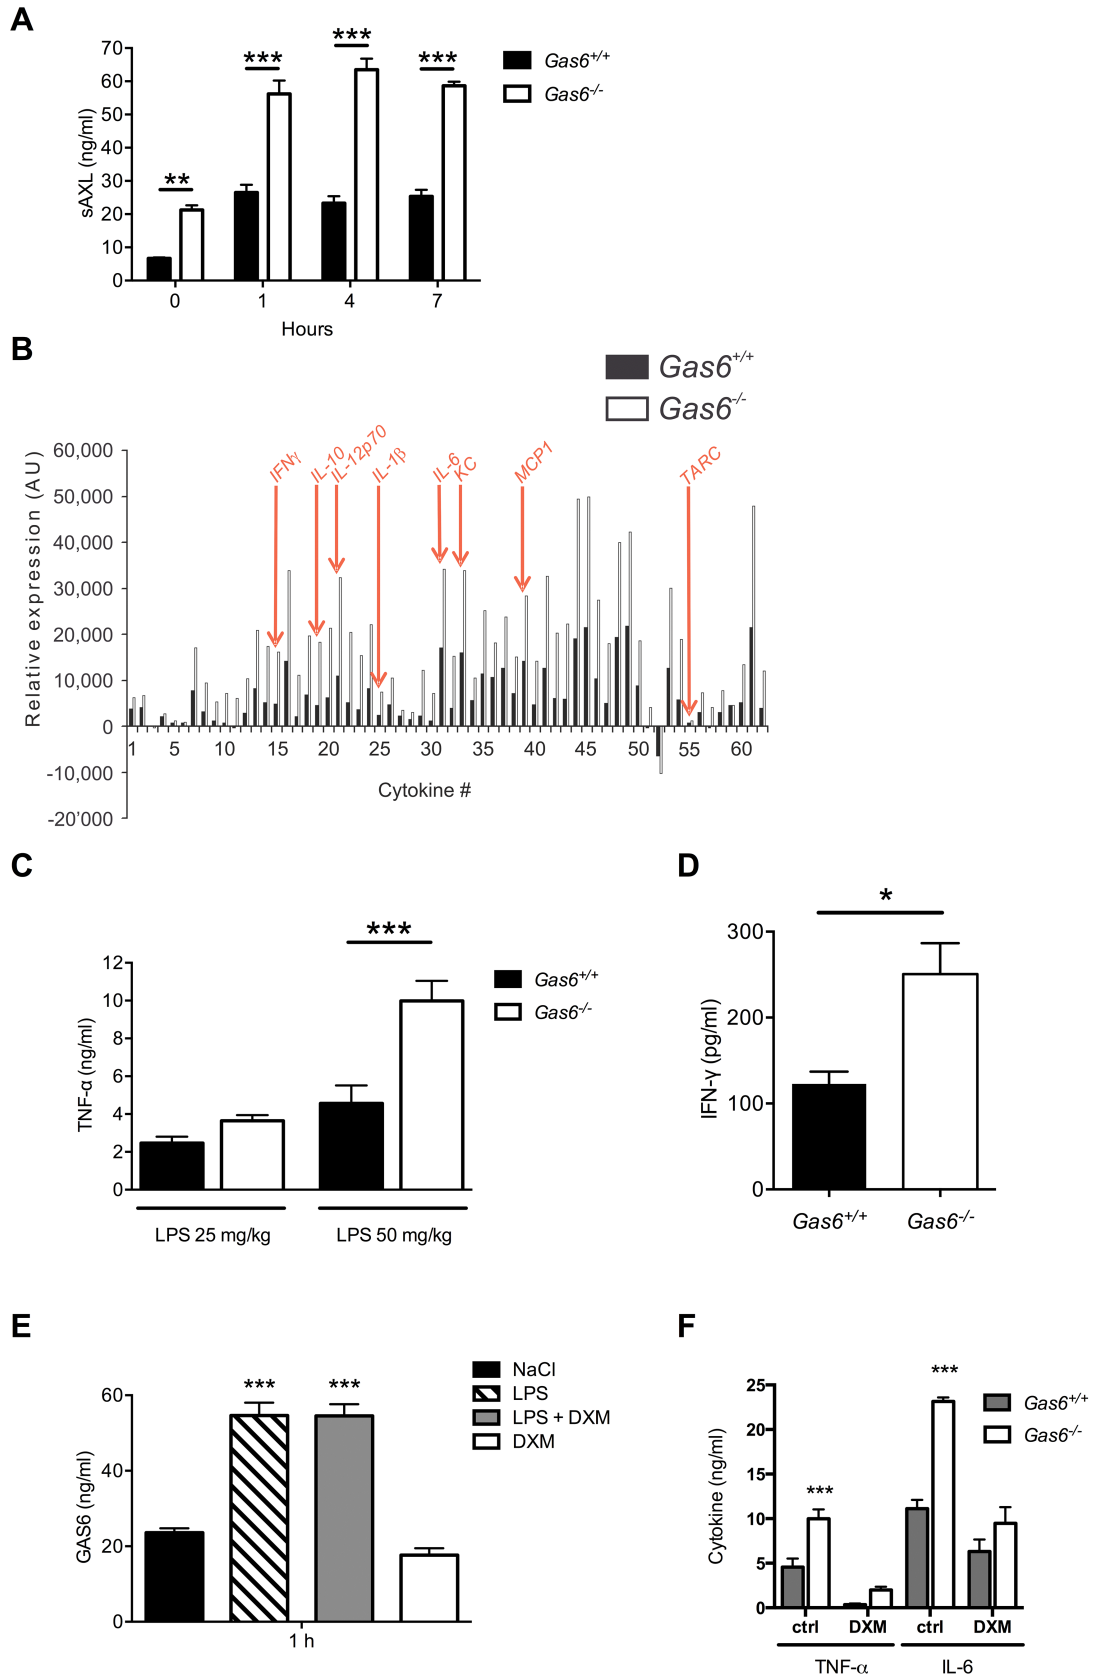 A
70
60
50
40
30
20
10
0
sAXL (ng/ml)
***
***
***
**
0 1 4 7
Hours
Gas6+/+
Gas6-/-
B
Gas6+/+
Gas6-/-
60,000
50,000
40,000
30,000
20,000
10,000
0
-10,000
-20'000
Relative expression (AU)
IFNγ
IL-10
IL-12p70
IL-1β
IL-6
KC
MCP1
TARC
1 5 10 15 20 25 30 35 40 45 50 55 60
Cytokine #
C
***
12
10
8
6
4
2
0
TNF-α (ng/ml)
Gas6+/+
Gas6-/-
LPS 25 mg/kg LPS 50 mg/kg
D
*
300
200
100
0
IFN-γ (pg/ml)
Gas6+/+ Gas6-/-
E
60
40
20
0
GAS6 (ng/ml)
*** ***
1 h
NaCl
LPS
LPS + DXM
DXM
F
***
***
25
20
15
10
5
0
Cytokine (ng/ml)
Gas6+/+
Gas6-/-
ctrl DXM ctrl DXM
TNF-α IL-6